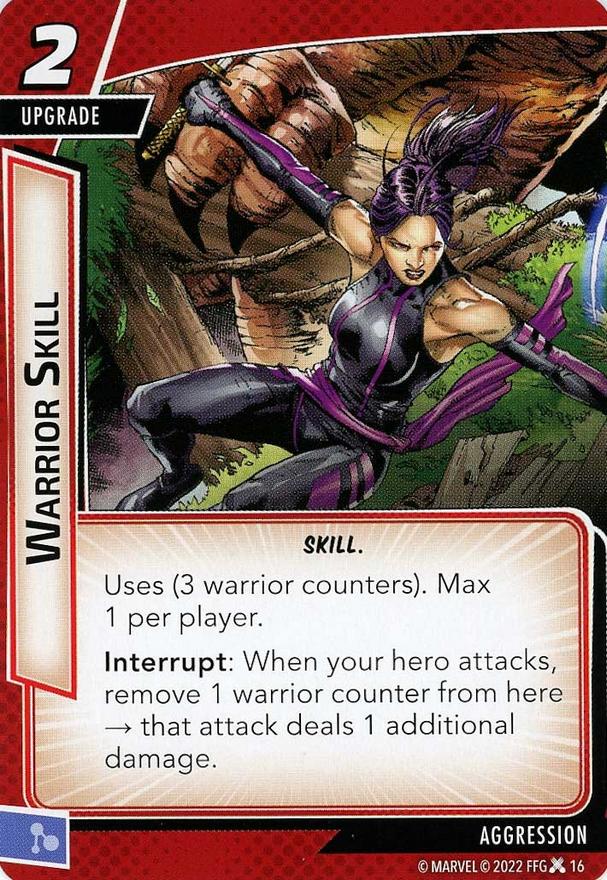 2
UPGRADE
WARRIOR SKILL
SKILL.
Uses (3 warrior counters). Max
1 per player.
Interrupt: When your hero attacks,
remove 1 warrior counter from here
→ that attack deals 1 additional
damage.
AGGRESSION
© MARVEL © 2022 FFG 16